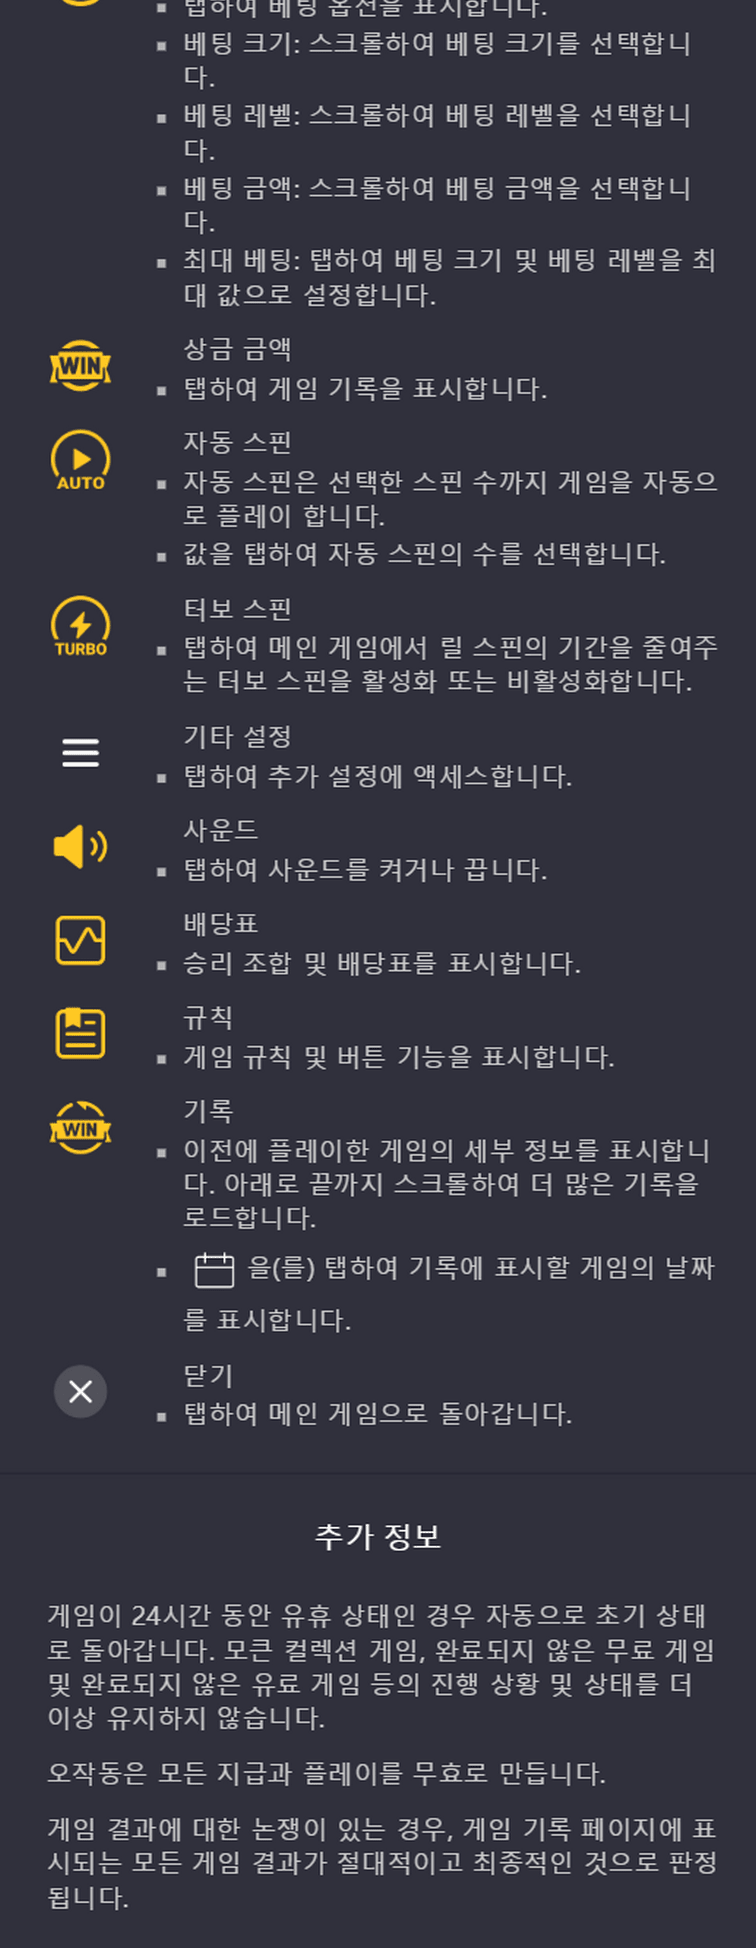 탭하여 베팅 옵션을 표시합니다.
베팅 크기: 스크롤하여 베팅 크기를 선택합니
다.
베팅 레벨: 스크롤하여 베팅 레벨을 선택합니
다.
베팅 금액: 스크롤하여 베팅 금액을 선택합니
다.
최대 베팅: 탭하여 베팅 크기 및 베팅 레벨을 최
대 값으로 설정합니다.
WIN
상금 금액
탭하여 게임 기록을 표시합니다.
AUTO
자동 스핀
자동 스핀은 선택한 스핀 수까지 게임을 자동으
로 플레이 합니다.
값을 탭하여 자동 스핀의 수를 선택합니다.
TURBO
터보 스핀
탭하여 메인 게임에서 릴 스핀의 기간을 줄여주
는 터보 스핀을 활성화 또는 비활성화합니다.
기타 설정
탭하여 추가 설정에 액세스합니다.
사운드
탭하여 사운드를 켜거나 끕니다.
배당표
승리 조합 및 배당표를 표시합니다.
규칙
게임 규칙 및 버튼 기능을 표시합니다.
WIN
기록
이전에 플레이한 게임의 세부 정보를 표시합니
다. 아래로 끝까지 스크롤하여 더 많은 기록을
로드합니다.
을(를) 탭하여 기록에 표시할 게임의 날짜
를 표시합니다.
닫기
탭하여 메인 게임으로 돌아갑니다.
추가 정보
게임이 24시간 동안 유휴 상태인 경우 자동으로 초기 상태
로 돌아갑니다. 모큰 컬렉션 게임, 완료되지 않은 무료 게임
및 완료되지 않은 유료 게임 등의 진행 상황 및 상태를 더
이상 유지하지 않습니다.
오작동은 모든 지급과 플레이를 무효로 만듭니다.
게임 결과에 대한 논쟁이 있는 경우, 게임 기록 페이지에 표
시되는 모든 게임 결과가 절대적이고 최종적인 것으로 판정
됩니다.